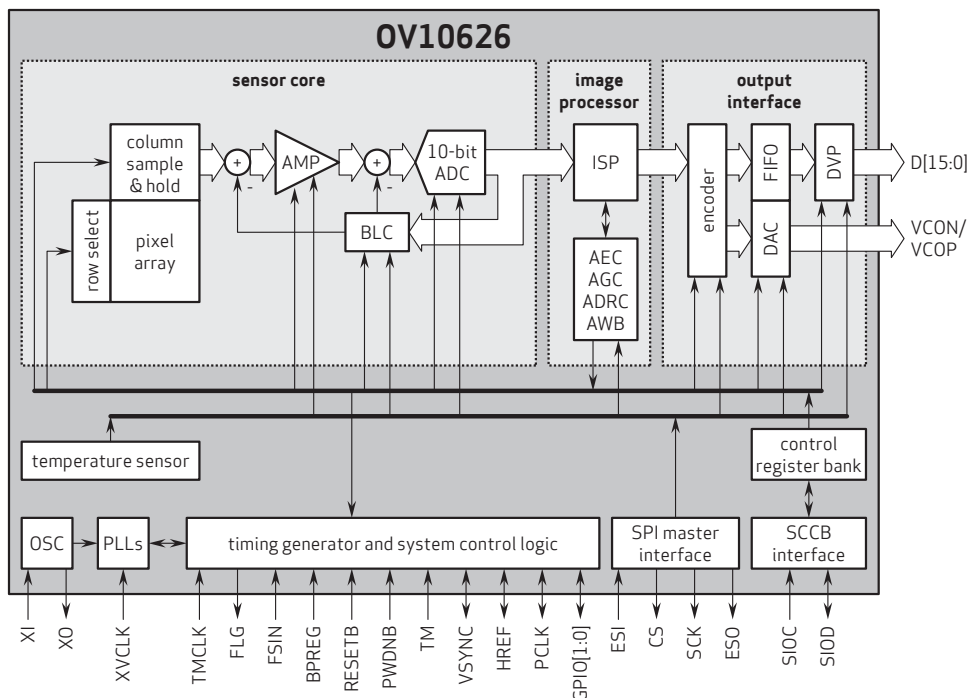 OV10626
sensor core
image
processor
output
interface
column
sample
& hold
+
-
AMP
+
-
10-bit
ADC
ISP
encoder
FIFO
DVP
D[15:0]
row select
pixel
array
BLC
AEC
AGC
ADRC
AWB
DAC
VCON/
VCOP
temperature sensor
control
register bank
OSC
PLLs
timing generator and system control logic
SPI master
interface
SCCB
interface
XI
XO
XVCLK
TMCLK
FLG
FSIN
BPREG
RESETB
PWDNB
TM
VSYNC
HREF
PCLK
GPIO[1:0]
ESI
CS
SCK
ESO
SIOC
SIOD